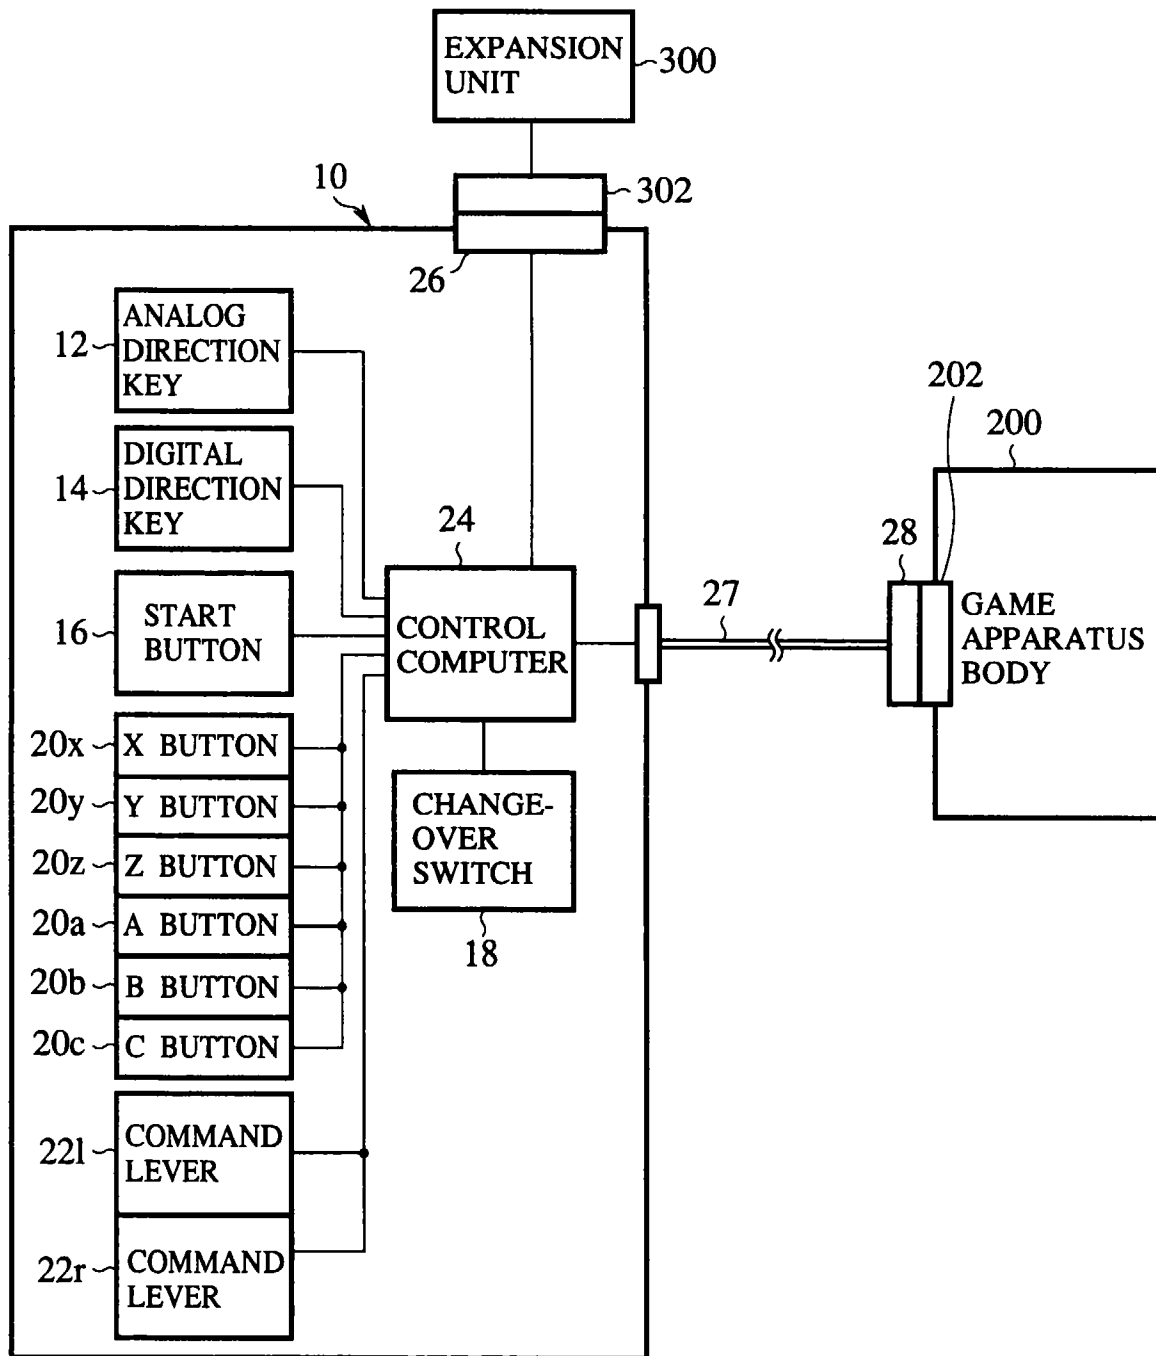 EXPANSION
UNIT
300
302
10
26
ANALOG
DIRECTION
KEY
12
DIGITAL
DIRECTION
KEY
14
START
BUTTON
16
24
CONTROL
COMPUTER
27
28
202
200
GAME
APPARATUS
BODY
20x X BUTTON
20y Y BUTTON
20z Z BUTTON
20a A BUTTON
20b B BUTTON
20c C BUTTON
CHANGE-
OVER
SWITCH
18
COMMAND
LEVER
22l
COMMAND
LEVER
22r